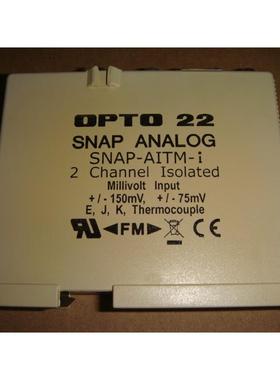 OPTO 22
SNAP ANALOG
SNAP-AITM-i
2 Channel Isolated
Millivolt Input
+/-150mV, +/-75mV
E, J, K, Thermocouple
FM CE